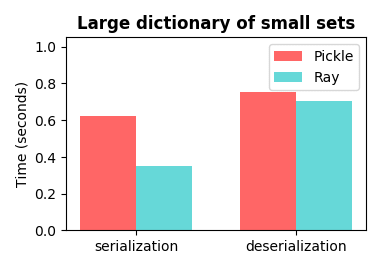 Large dictionary of small sets
Time (seconds)
1.0
0.8
0.6
0.4
0.2
0.0
Pickle
Ray
serialization
deserialization